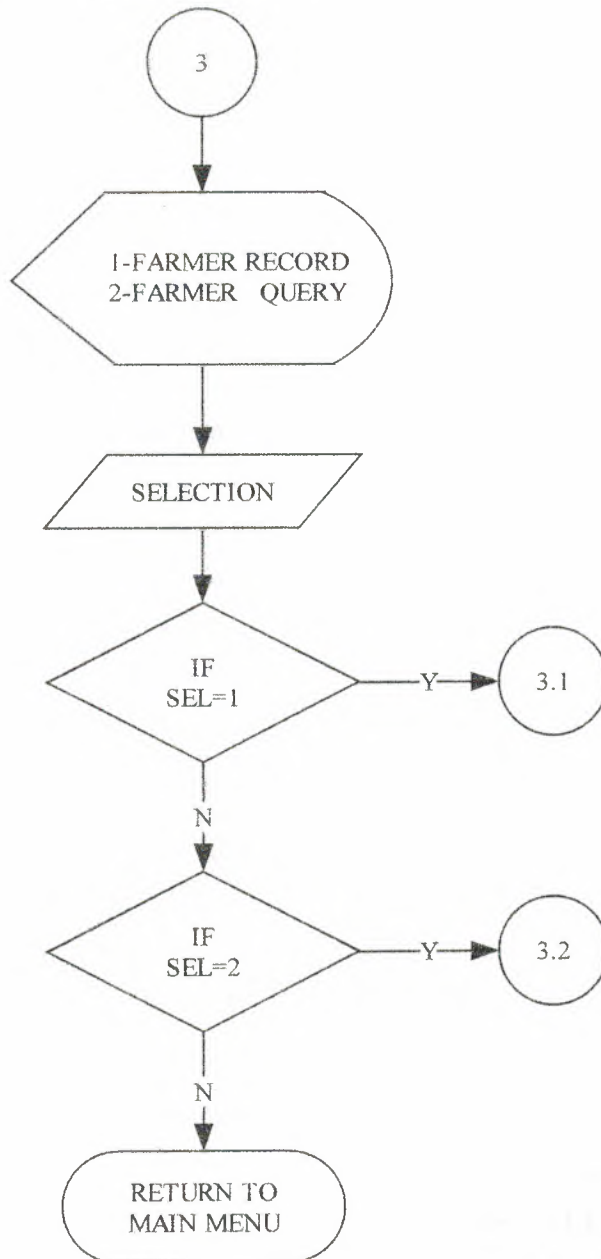 3
1-FARMER RECORD
2-FARMER QUERY
SELECTION
IF
SEL=1
Y
3.1
N
IF
SEL=2
Y
3.2
N
RETURN TO
MAIN MENU